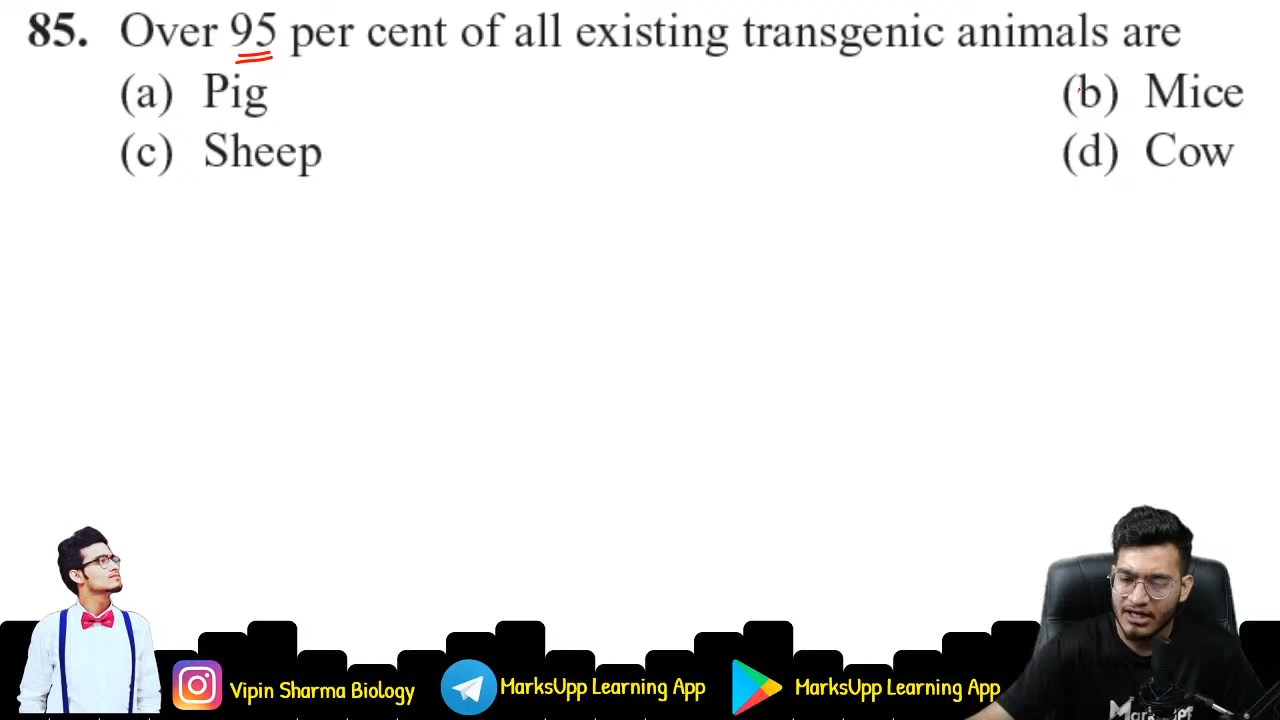 85. Over 95 per cent of all existing transgenic animals are
(a) Pig (b) Mice
(c) Sheep (d) Cow
Vipin Sharma Biology MarksUpp Learning App MarksUpp Learning App